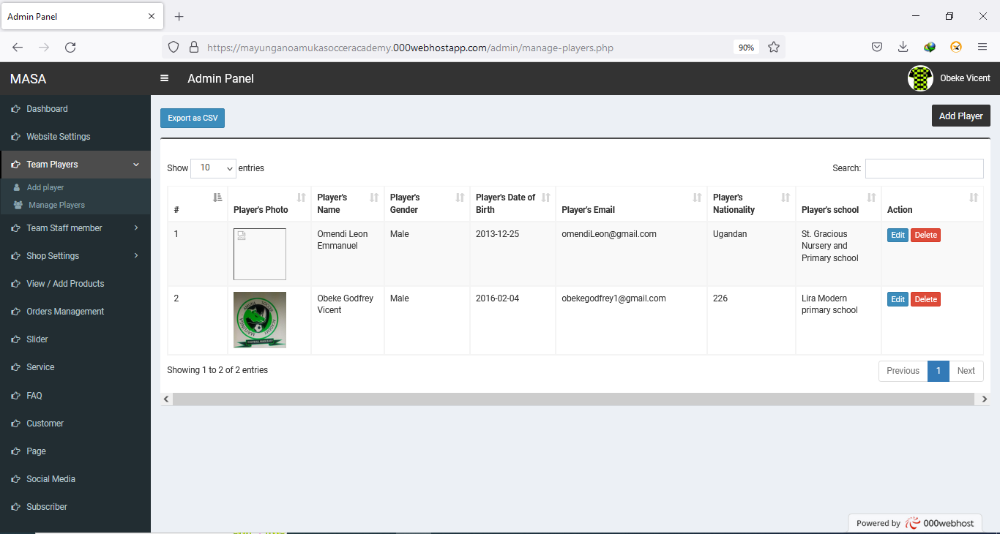 Admin Panel
https://mayunganoamukasocceracademy.000webhostapp.com/admin/manage-players.php
90%
MASA
Admin Panel
Obeke Vicent
Dashboard
Website Settings
Team Players
Add player
Manage Players
Team Staff member
Shop Settings
View / Add Products
Orders Management
Slider
Service
FAQ
Customer
Page
Social Media
Subscriber
Export as CSV
Add Player
Show 10 entries
Search:
# Player's Photo Player's Name Player's Gender Player's Date of Birth Player's Email Player's Nationality Player's school Action
1 Omendi Leon Emmanuel Male 2013-12-25 omendiLeon@gmail.com Ugandan St. Gracious Nursery and Primary school Edit Delete
2 Obeke Godfrey Vicent Male 2016-02-04 obekegodfrey1@gmail.com 226 Lira Modern primary school Edit Delete
Showing 1 to 2 of 2 entries
Previous 1 Next
Powered by 000webhost